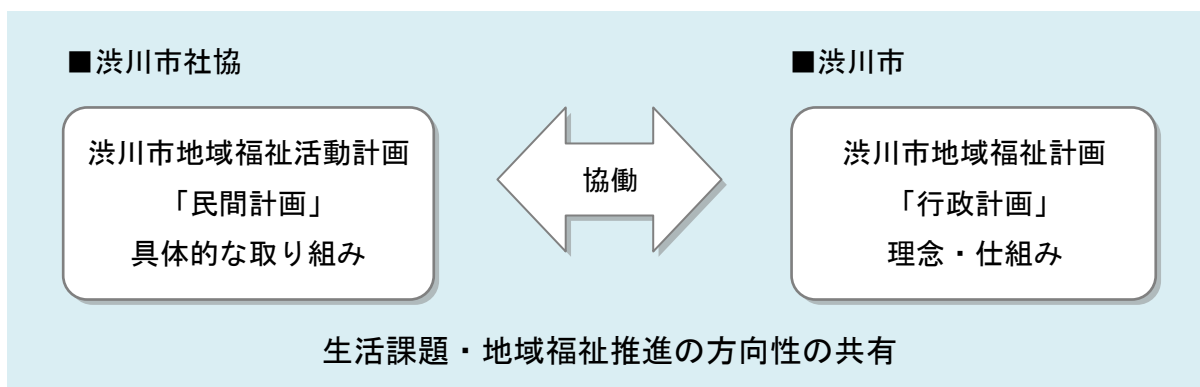 ■渋川市社協
渋川市地域福祉活動計画
「民間計画」
具体的な取り組み
協働
■渋川市
渋川市地域福祉計画
「行政計画」
理念・仕組み
生活課題・地域福祉推進の方向性の共有